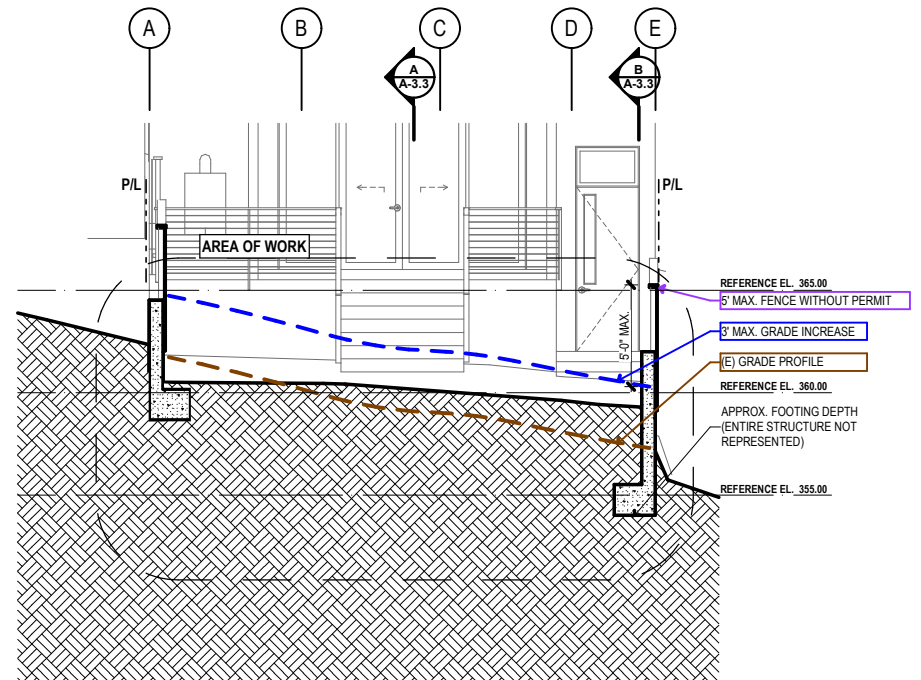 A B C D E
A
A-3.3
B
A-3.3
P/L
P/L
AREA OF WORK
5'-0" MAX.
REFERENCE EL. 365.00
5' MAX. FENCE WITHOUT PERMIT
3' MAX. GRADE INCREASE
(E) GRADE PROFILE
REFERENCE EL. 360.00
APPROX. FOOTING DEPTH
(ENTIRE STRUCTURE NOT
REPRESENTED)
REFERENCE EL. 355.00